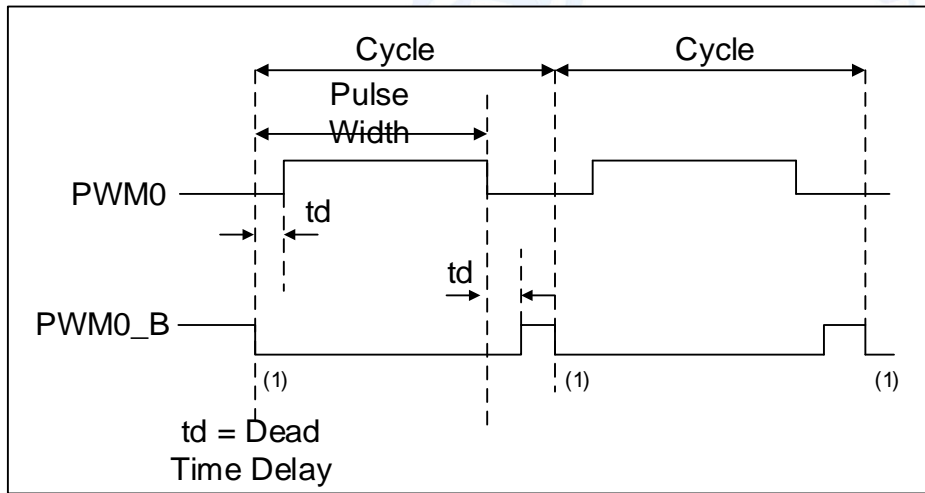 Cycle
Cycle
Pulse
Width
PWM0
td
td
PWM0_B
(1)
(1)
(1)
td = Dead
Time Delay